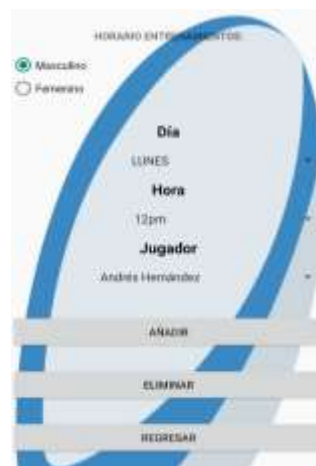 HORARIO ENTRENAMIENTOS
Masculino
Femenino
Día
LUNES
Hora
12pm
Jugador
Andrés Hernández
AÑADIR
ELIMINAR
REGRESAR